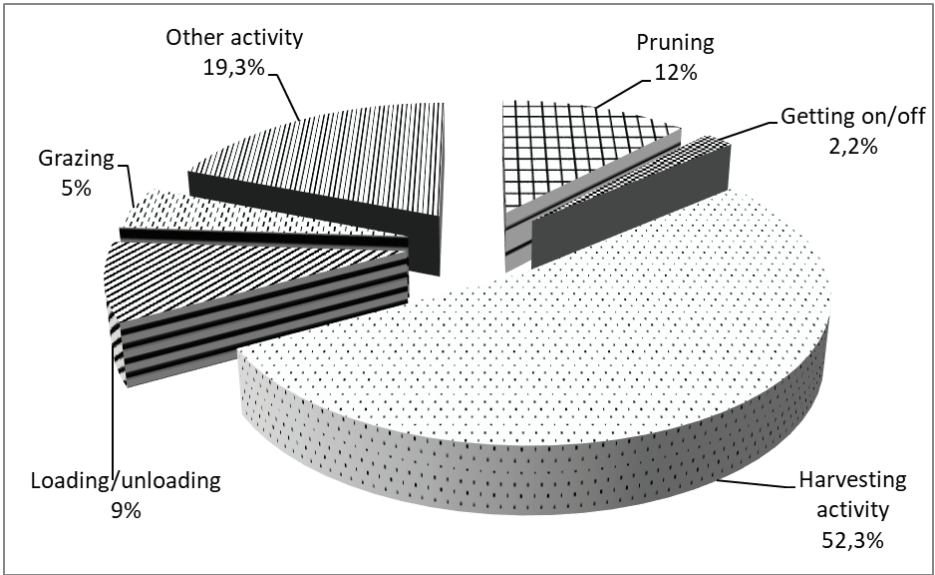 Other activity
19,3%
Pruning
12%
Getting on/off
2,2%
Grazing
5%
Loading/unloading
9%
Harvesting
activity
52,3%